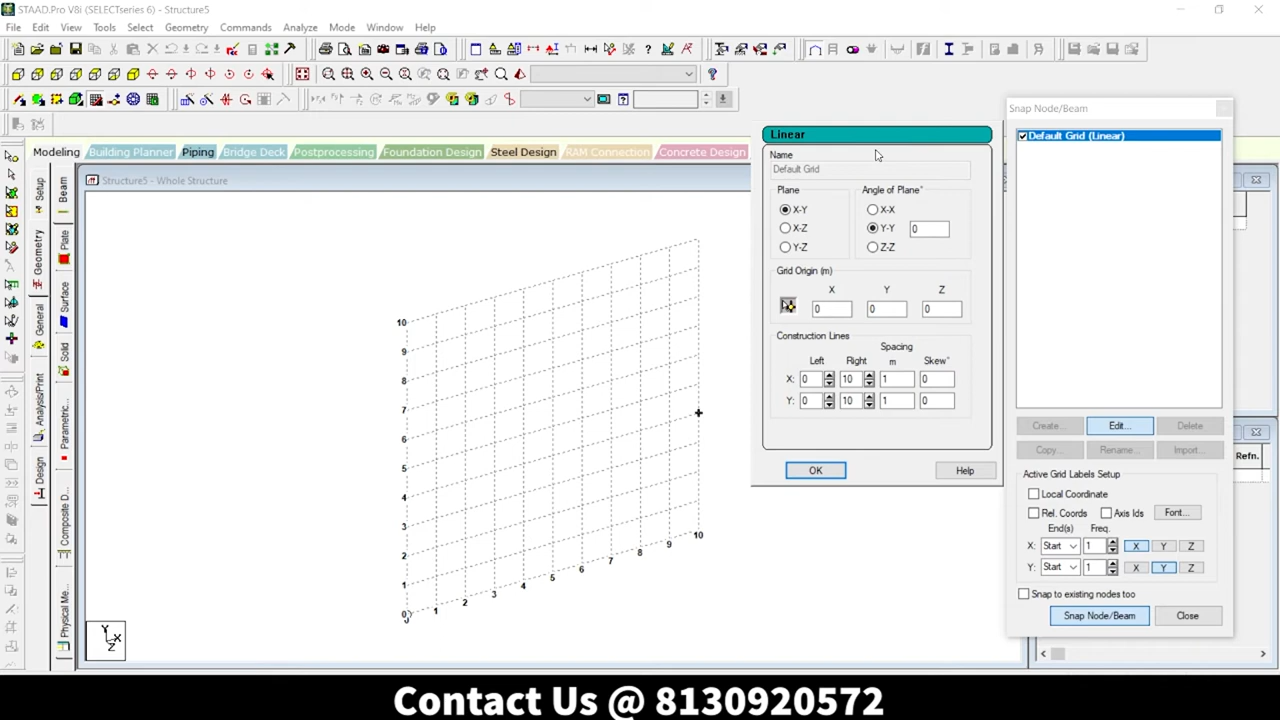 STAAD.Pro V8i (SELECTseries 6) - Structure5
File Edit View Tools Select Geometry Commands Analyze Mode Window Help
Modeling Building Planner Piping Bridge Deck Postprocessing Foundation Design Steel Design RAM Connection Concrete Design
Structure5 - Whole Structure
Setup
Geometry
General
Analysis/Print
Design
Beam
Plate
Surface
Solid
Parametric...
Composite D...
Physical Me...
10
9
8
7
6
5
4
3
2
1
0
1 2 3 4 5 6 7 8 9 10
Y
X
Z
Linear
Name
Default Grid
Plane
X-Y
X-Z
Y-Z
Angle of Plane°
X-X
Y-Y 0
Z-Z
Grid Origin (m)
X Y Z
0 0 0
Construction Lines
Spacing
Left Right m Skew°
X: 0 10 1 0
Y: 0 10 1 0
OK Help
Snap Node/Beam
Default Grid (Linear)
Create... Edit... Delete
Copy... Rename... Import...
Active Grid Labels Setup
Local Coordinate
Rel. Coords Axis Ids Font...
End(s) Freq.
X: Start 1 X Y Z
Y: Start 1 X Y Z
Snap to existing nodes too
Snap Node/Beam Close
Refn.
Contact Us @ 8130920572